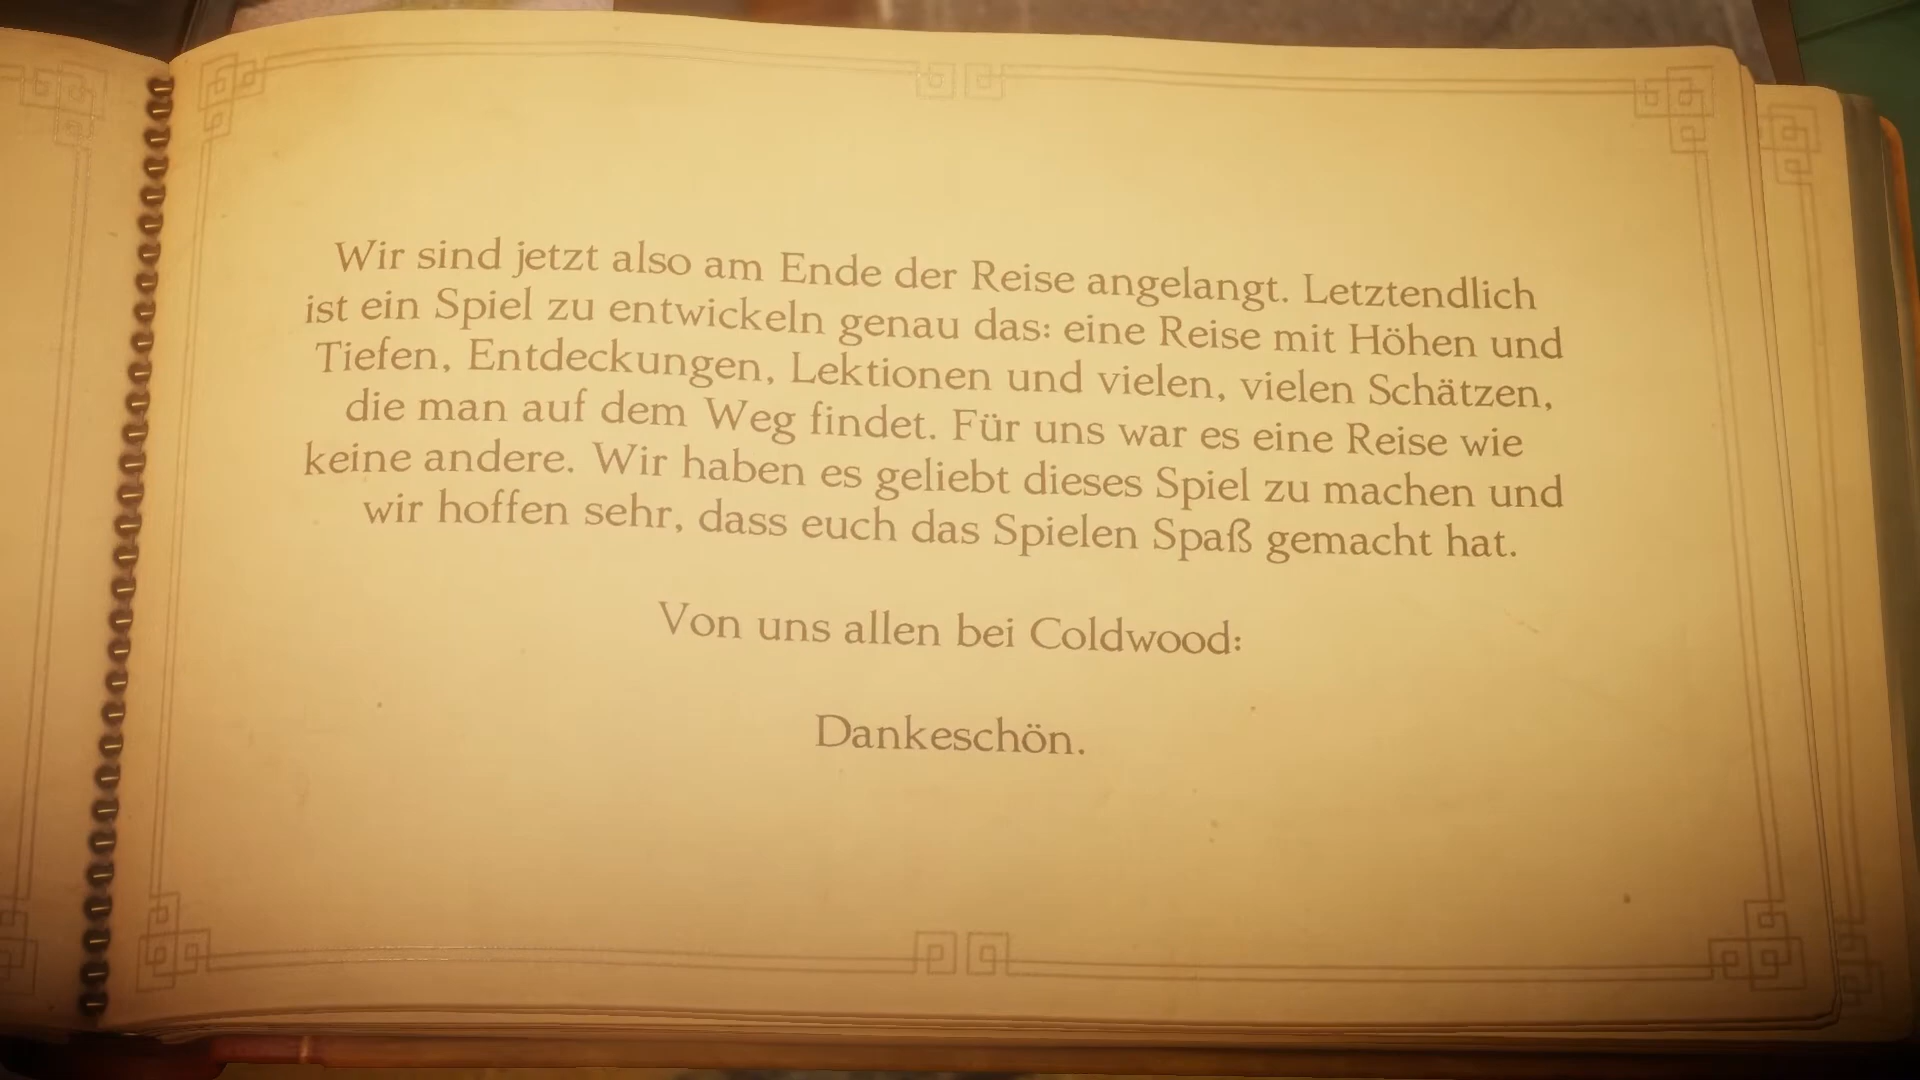 Wir sind jetzt also am Ende der Reise angelangt. Letztendlich
ist ein Spiel zu entwickeln genau das: eine Reise mit Höhen und
Tiefen, Entdeckungen, Lektionen und vielen, vielen Schätzen,
die man auf dem Weg findet. Für uns war es eine Reise wie
keine andere. Wir haben es geliebt dieses Spiel zu machen und
wir hoffen sehr, dass euch das Spielen Spaß gemacht hat.
Von uns allen bei Coldwood:
Dankeschön.